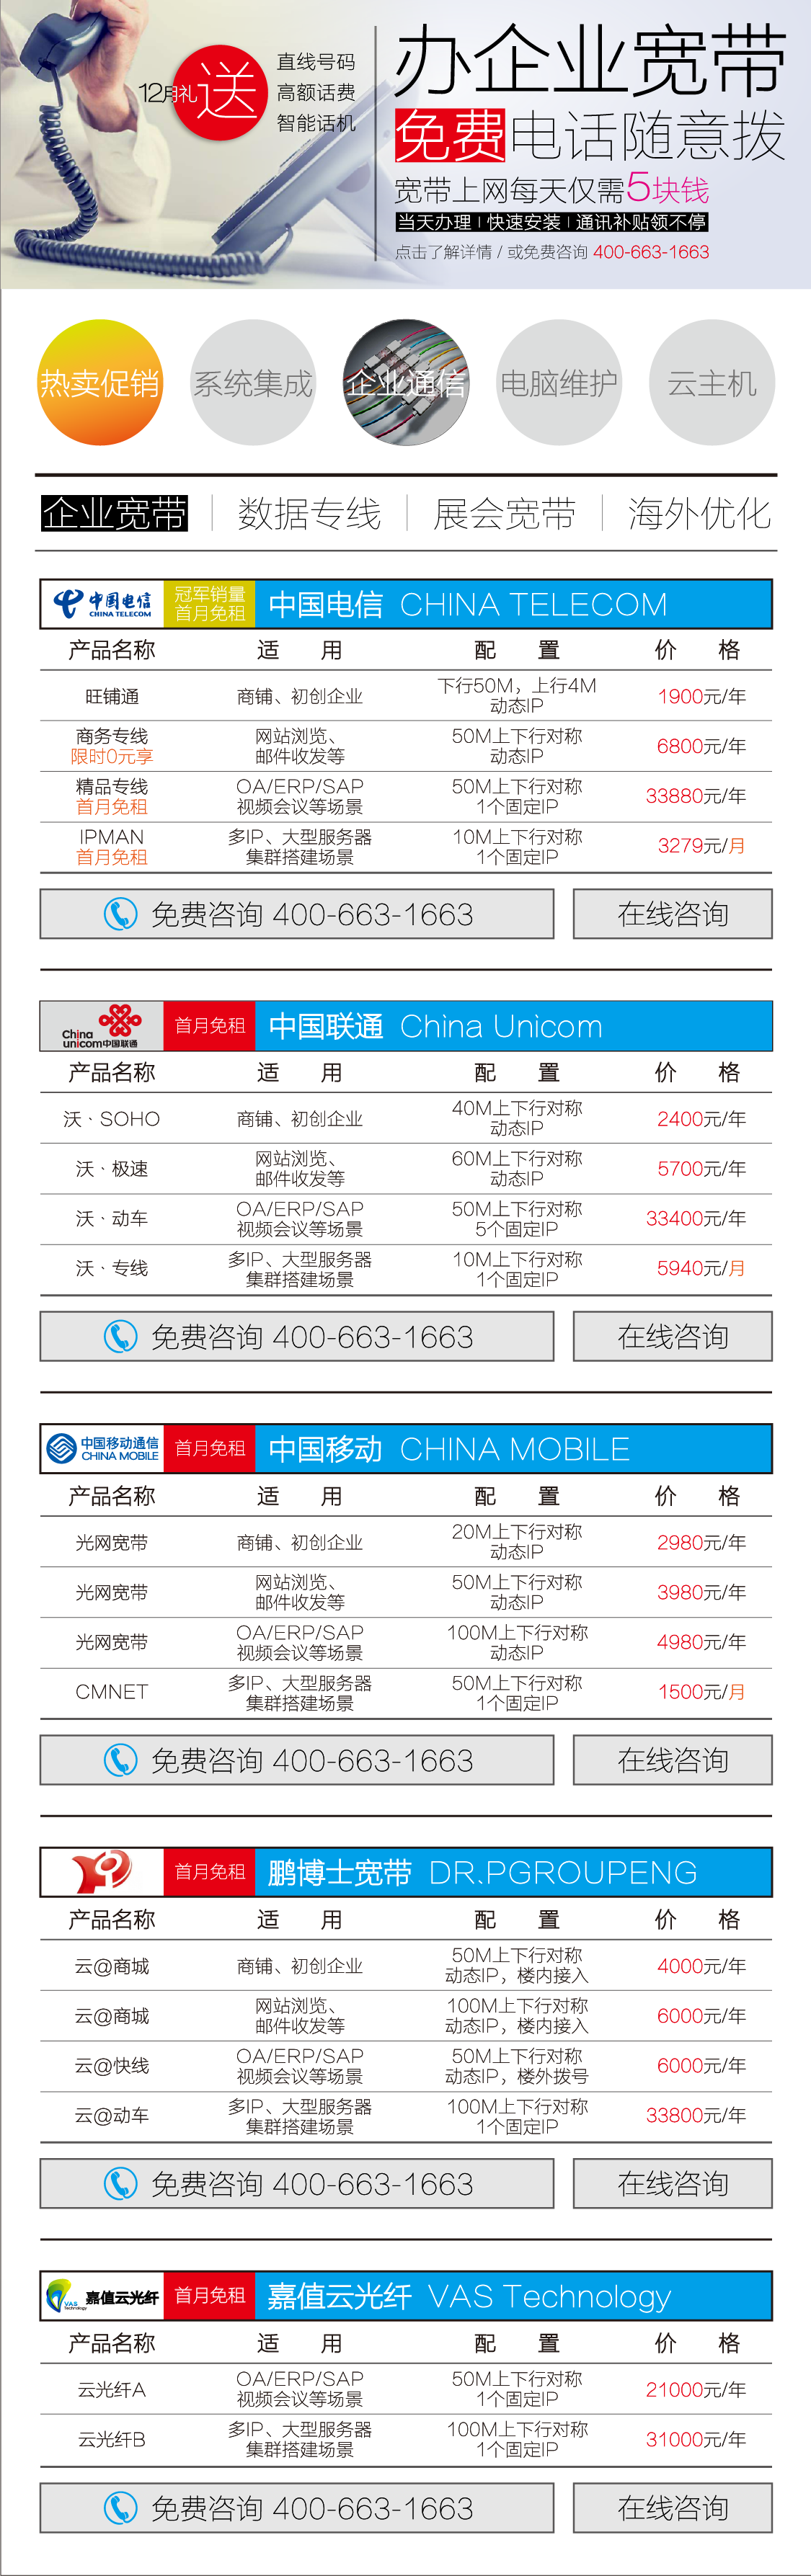 办企业宽带
免费电话随意拨
宽带上网每天仅需5块钱
当天办理 | 快速安装 | 通讯补贴领不停
点击了解详情 / 或免费咨询 400-663-1663
12月礼 送
直线号码
高额话费
智能话机
热卖促销 系统集成 企业通信 电脑维护 云主机
企业宽带 数据专线 展会宽带 海外优化
中国电信
CHINA TELECOM
冠军销量
首月免租
中国电信 CHINA TELECOM
产品名称 适 用 配 置 价 格
旺铺通 商铺、初创企业 下行50M，上行4M
动态IP
1900元/年
商务专线
限时0元享
网站浏览、
邮件收发等
50M上下行对称
动态IP
6800元/年
精品专线
首月免租
OA/ERP/SAP
视频会议等场景
50M上下行对称
1个固定IP
33880元/年
IPMAN
首月免租
多IP、大型服务器
集群搭建场景
10M上下行对称
1个固定IP
3279元/月
免费咨询 400-663-1663 在线咨询
China
unicom中国联通
首月免租
中国联通 China Unicom
产品名称 适 用 配 置 价 格
沃、SOHO 商铺、初创企业 40M上下行对称
动态IP
2400元/年
沃、极速
网站浏览、
邮件收发等
60M上下行对称
动态IP
5700元/年
沃、动车
OA/ERP/SAP
视频会议等场景
50M上下行对称
5个固定IP
33400元/年
沃、专线
多IP、大型服务器
集群搭建场景
10M上下行对称
1个固定IP
5940元/月
免费咨询 400-663-1663 在线咨询
中国移动通信
CHINA MOBILE
首月免租
中国移动 CHINA MOBILE
产品名称 适 用 配 置 价 格
光网宽带 商铺、初创企业 20M上下行对称
动态IP
2980元/年
光网宽带
网站浏览、
邮件收发等
50M上下行对称
动态IP
3980元/年
光网宽带
OA/ERP/SAP
视频会议等场景
100M上下行对称
动态IP
4980元/年
CMNET
多IP、大型服务器
集群搭建场景
50M上下行对称
1个固定IP
1500元/月
免费咨询 400-663-1663 在线咨询
首月免租
鹏博士宽带 DR.PGROUPENG
产品名称 适 用 配 置 价 格
云@商城 商铺、初创企业 50M上下行对称
动态IP，楼内接入
4000元/年
云@商城
网站浏览、
邮件收发等
100M上下行对称
动态IP，楼内接入
6000元/年
云@快线
OA/ERP/SAP
视频会议等场景
50M上下行对称
动态IP，楼外拨号
6000元/年
云@动车
多IP、大型服务器
集群搭建场景
100M上下行对称
1个固定IP
33800元/年
免费咨询 400-663-1663 在线咨询
VAS
Technology
嘉值云光纤
首月免租
嘉值云光纤 VAS Technology
产品名称 适 用 配 置 价 格
云光纤A
OA/ERP/SAP
视频会议等场景
50M上下行对称
1个固定IP
21000元/年
云光纤B
多IP、大型服务器
集群搭建场景
100M上下行对称
1个固定IP
31000元/年
免费咨询 400-663-1663 在线咨询